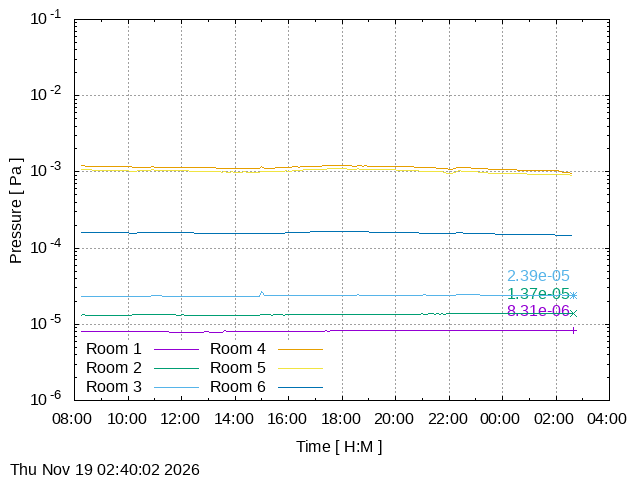 10^-1
10^-2
10^-3
10^-4
10^-5
10^-6
Pressure [ Pa ]
2.39e-05
1.37e-05
8.31e-06
Room 1 Room 4
Room 2 Room 5
Room 3 Room 6
08:00 10:00 12:00 14:00 16:00 18:00 20:00 22:00 00:00 02:00 04:00
Time [ H:M ]
Thu Nov 19 02:40:02 2026